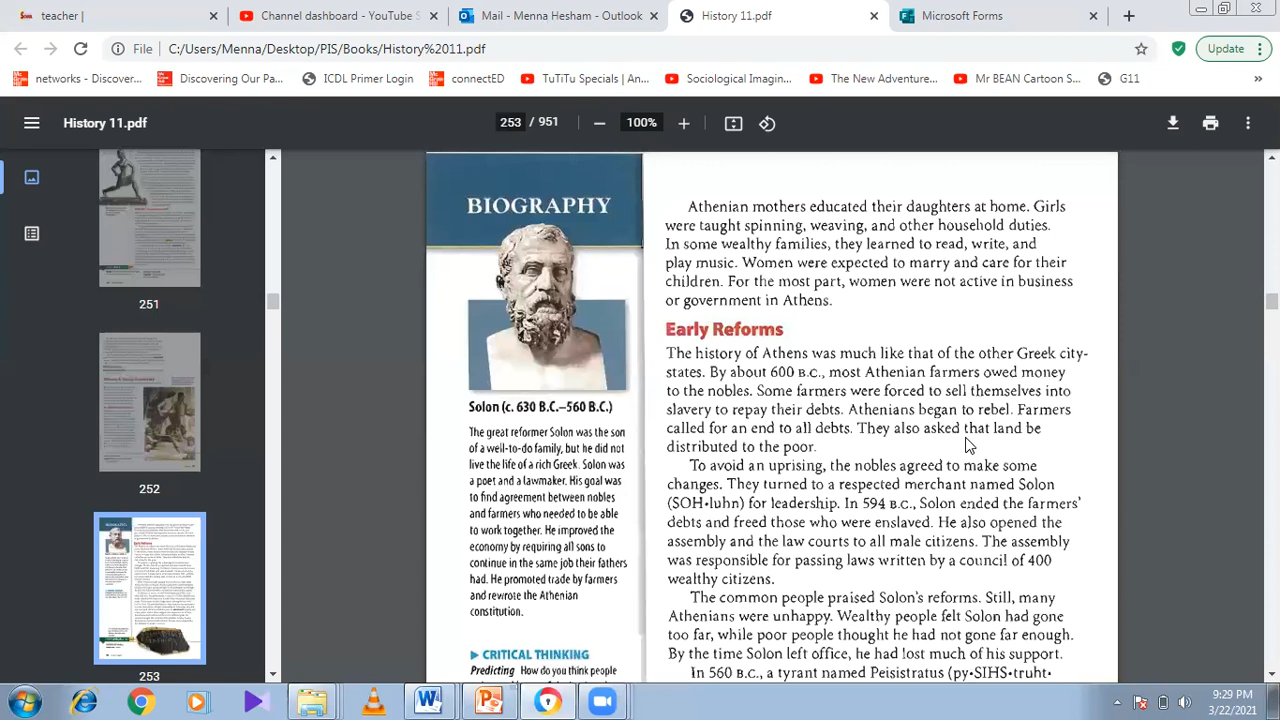 teacher |
Channel dashboard - YouTube S
Mail - Menna Hesham - Outlook
History 11.pdf
Microsoft Forms
File
C:/Users/Menna/Desktop/PIS/Books/History%2011.pdf
Update
networks - Discover...
Discovering Our Pa...
ICDL Primer Login
ConnectED
TuTiTu Specials | An...
Sociological Imagin...
The New Adventure...
Mr BEAN Cartoon S...
G11
»
History 11.pdf
253 / 951
100%
251
252
253
BIOGRAPHY
Solon (c. 630 B.C.–560 B.C.)
The great reformer Solon was the son
of a well-to-do family, but he did not
live the life of a rich Greek. Solon was
a poet and a lawmaker. His goal was
to find agreement between nobles
and farmers who needed to be able
to work together. He improved the
economy by requiring all sons to
continue in the same jobs their fathers
had. He promoted trade by farmers
and rewrote the Athenian
constitution.
► CRITICAL THINKING
Predicting How do you think people
Athenian mothers educated their daughters at home. Girls
were taught spinning, weaving, and other household duties.
In some wealthy families, they learned to read, write, and
play music. Women were expected to marry and care for their
children. For the most part, women were not active in business
or government in Athens.
Early Reforms
The history of Athens was much like that of the other Greek city-
states. By about 600 B.C., most Athenian farmers owed money
to the nobles. Some farmers were forced to sell themselves into
slavery to repay their debts. Athenians began to rebel. Farmers
called for an end to all debts. They also asked that land be
distributed to the poor.
To avoid an uprising, the nobles agreed to make some
changes. They turned to a respected merchant named Solon
(SOH•luhn) for leadership. In 594 B.C., Solon ended the farmers'
debts and freed those who were enslaved. He also opened the
assembly and the law courts to all male citizens. The assembly
was responsible for passing laws written by a council of 400
wealthy citizens.
The common people praised Solon's reforms. Still, many
Athenians were unhappy. Wealthy people felt Solon had gone
too far, while poor people thought he had not gone far enough.
By the time Solon left office, he had lost much of his support.
In 560 B.C., a tyrant named Peisistratus (py•SIHS•truht•
9:29 PM
3/22/2021